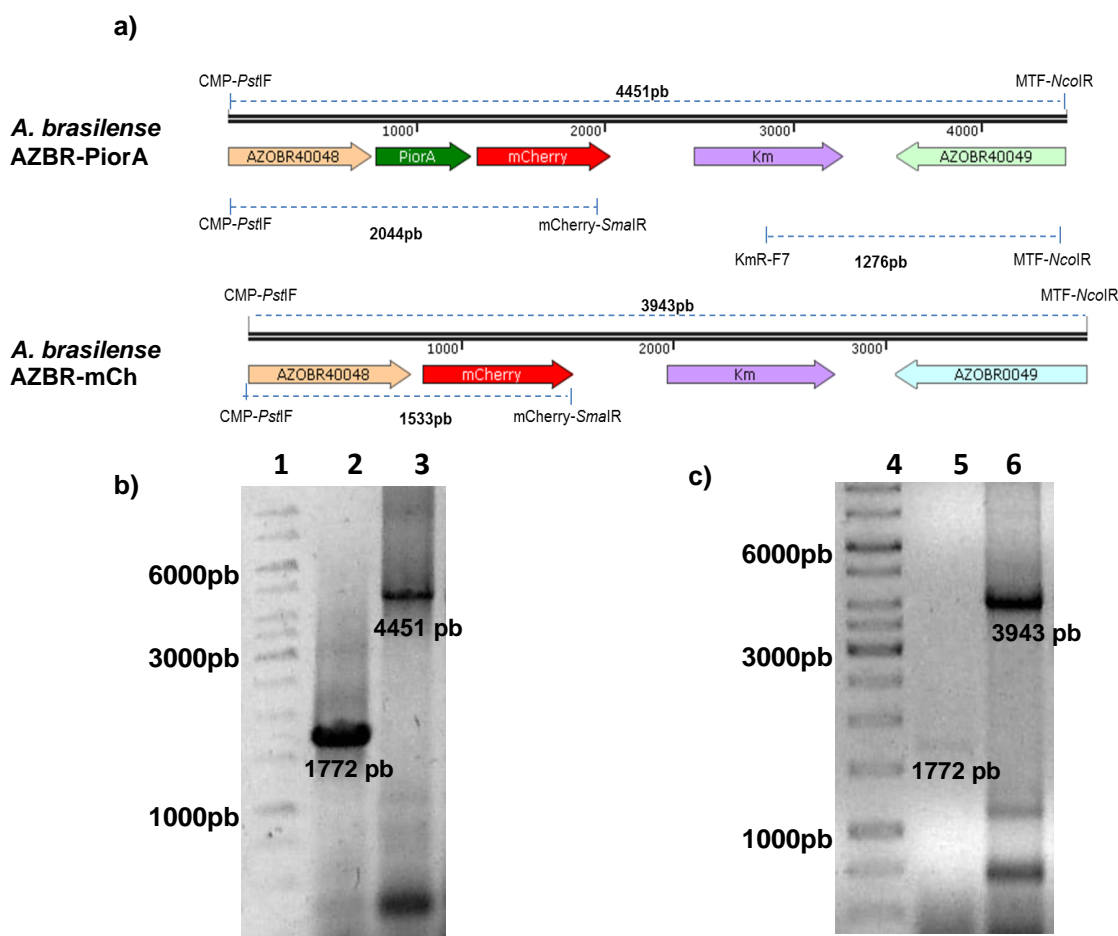 a)
CMP-PstIF
4451pb
MTF-NcoIR
A. brasilense
AZBR-PiorA
1000 2000 3000 4000
AZOBR40048 PiorA mCherry Km AZOBR40049
CMP-PstIF
2044pb
mCherry-SmaIR
KmR-F7
1276pb
MTF-NcoIR
CMP-PstIF
3943pb
MTF-NcoIR
A. brasilense
AZBR-mCh
1000 2000 3000
AZOBR40048 mCherry Km AZOBR0049
CMP-PstIF
1533pb
mCherry-SmaIR
b)
1 2 3
6000pb
4451 pb
3000pb
1772 pb
1000pb
c)
4 5 6
6000pb
3943 pb
3000pb
1772 pb
1000pb